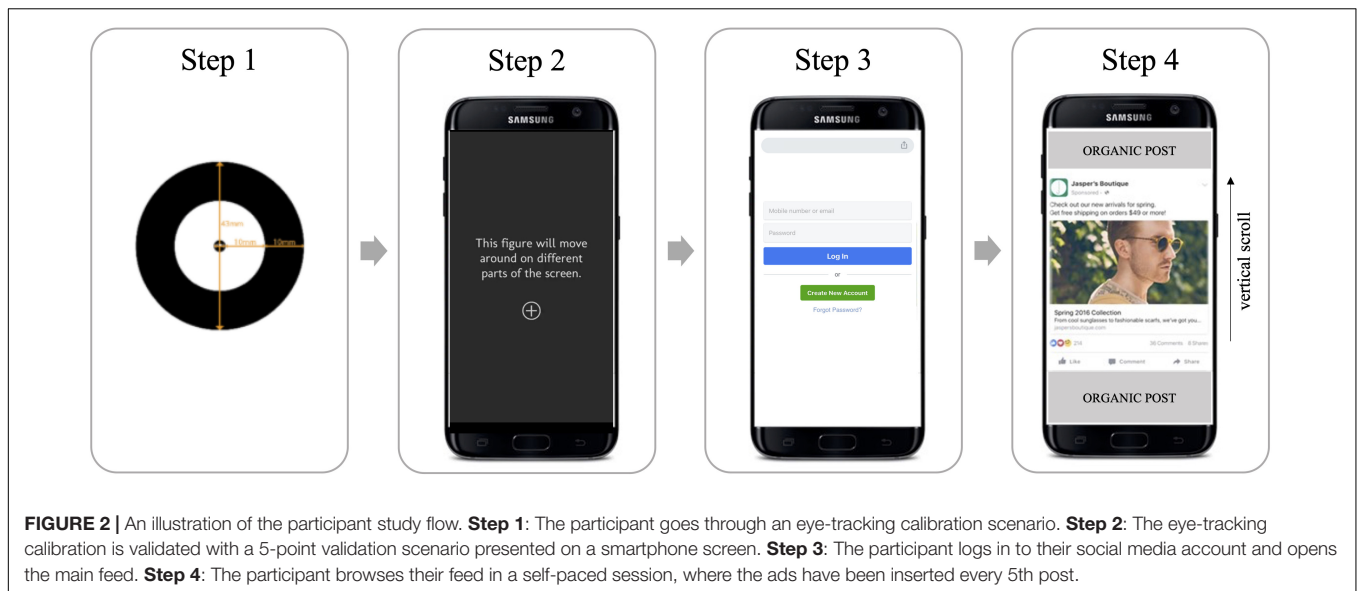 Step 1
43mm
10mm
Step 2
SAMSUNG
This figure will move
around on different
parts of the screen.
Step 3
SAMSUNG
Mobile number or email
Password
Log In
or
Create New Account
Forgot Password?
Step 4
SAMSUNG
ORGANIC POST
Jasper's Boutique
Sponsored ·
Check out our new arrivals for spring.
Get free shipping on orders $49 or more!
Spring 2016 Collection
From cool sunglasses to fashionable scarfs, we've got you...
jaspersboutique.com
216
Comments 8 Shares
Like Comment Share
ORGANIC POST
vertical scroll
FIGURE 2 | An illustration of the participant study flow. Step 1: The participant goes through an eye-tracking calibration scenario. Step 2: The eye-tracking
calibration is validated with a 5-point validation scenario presented on a smartphone screen. Step 3: The participant logs in to their social media account and opens
the main feed. Step 4: The participant browses their feed in a self-paced session, where the ads have been inserted every 5th post.